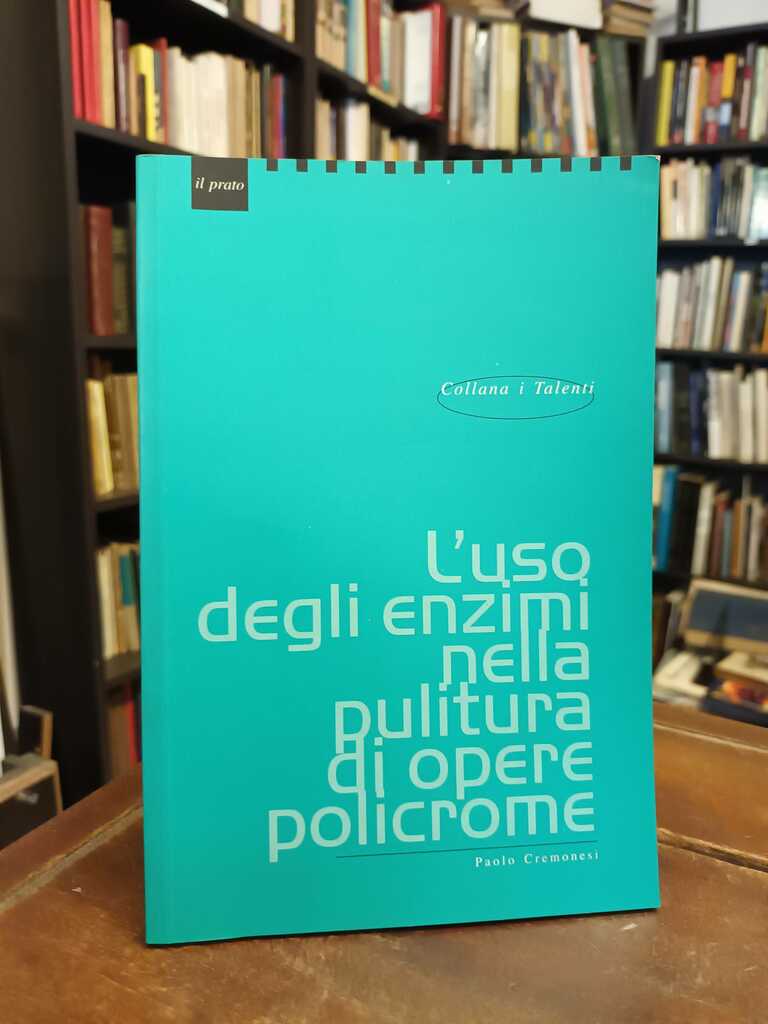 il prato
Collana i Talenti
L'uso
degli enzimi
nella
pulitura
di opere
policrome
Paolo Cremonesi